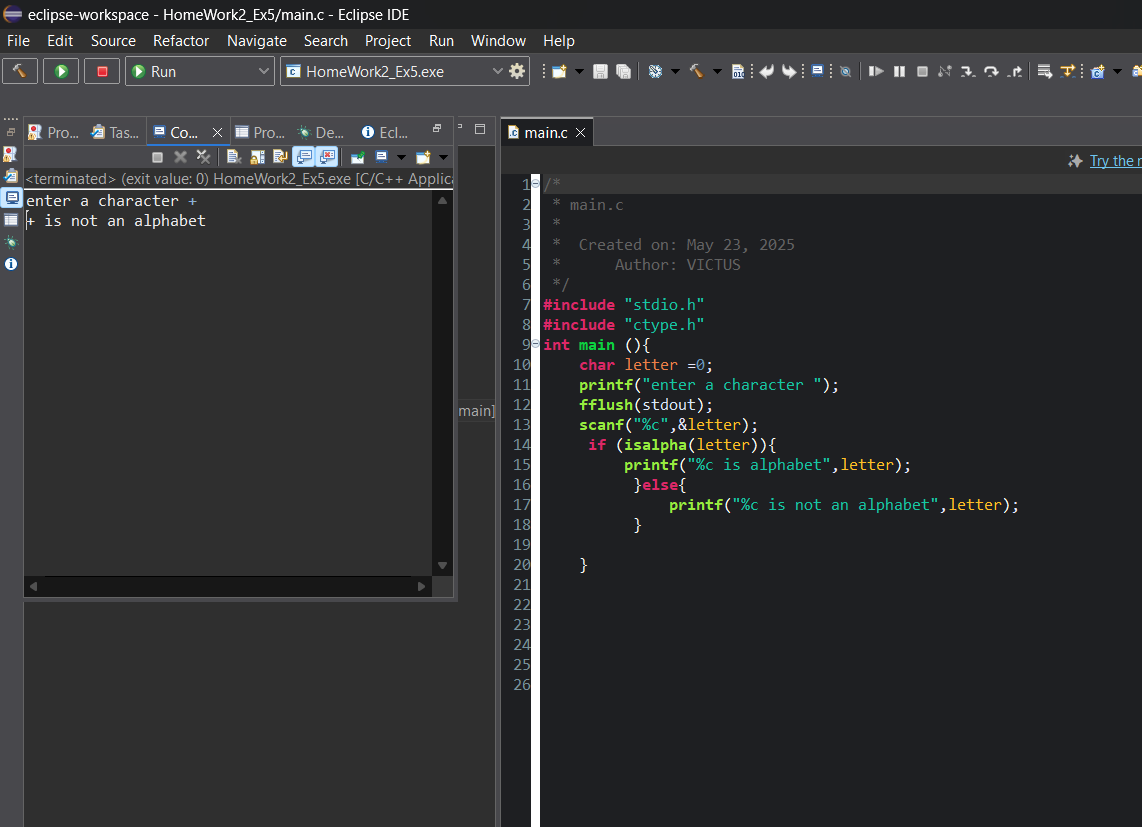 eclipse-workspace - HomeWork2_Ex5/main.c - Eclipse IDE
File Edit Source Refactor Navigate Search Project Run Window Help
Run HomeWork2_Ex5.exe
Pro... Tas... Co... Pro... De... Ecl...
<terminated> (exit value: 0) HomeWork2_Ex5.exe [C/C++ Applica
enter a character +
+ is not an alphabet
main]
main.c
Try the
1 /*
2 * main.c
3 *
4 *  Created on: May 23, 2025
5 *      Author: VICTUS
6 */
7 #include "stdio.h"
8 #include "ctype.h"
9 int main (){
10     char letter =0;
11     printf("enter a character ");
12     fflush(stdout);
13     scanf("%c",&letter);
14      if (isalpha(letter)){
15          printf("%c is alphabet",letter);
16           }else{
17               printf("%c is not an alphabet",letter);
18           }
19
20     }
21
22
23
24
25
26